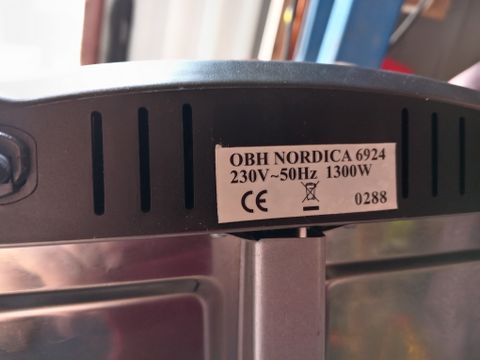 OBH NORDICA 6924
230V~50Hz 1300W
CE 0288